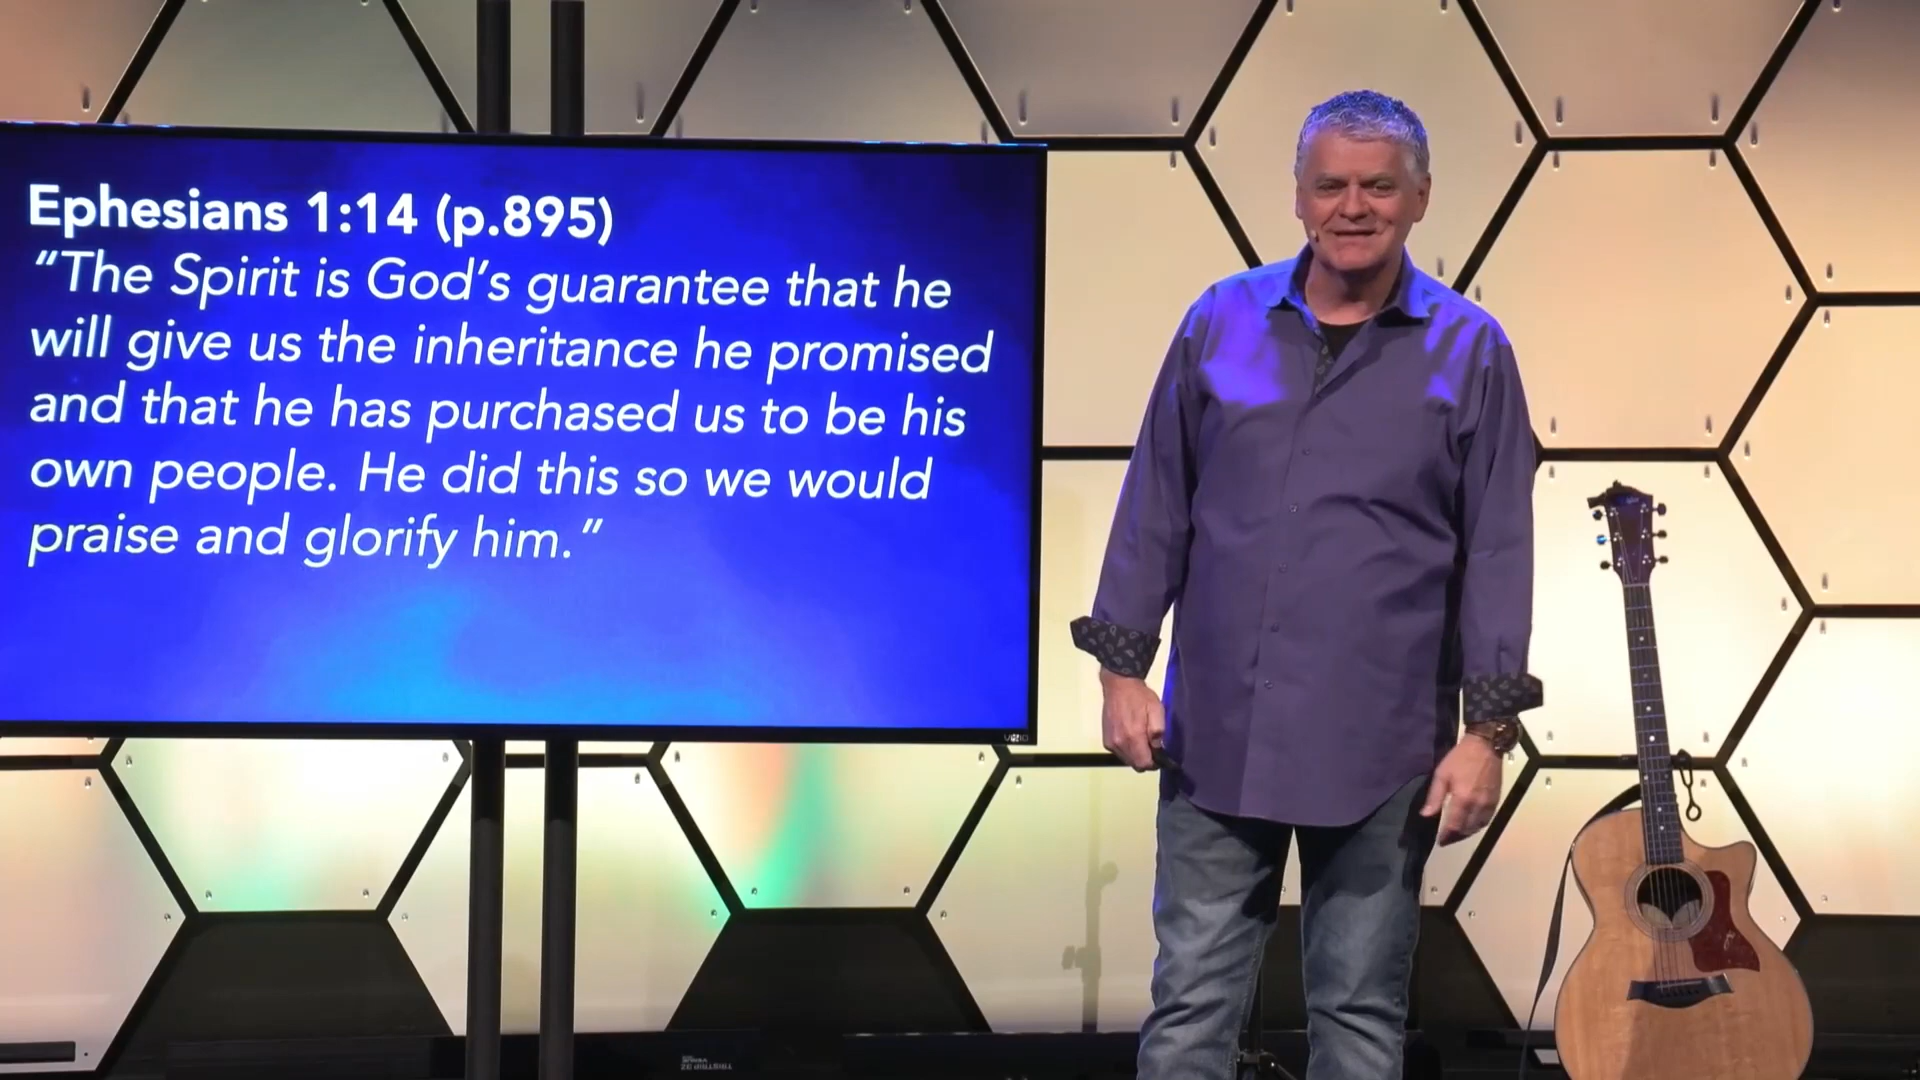 Ephesians 1:14 (p.895)
“The Spirit is God’s guarantee that he
will give us the inheritance he promised
and that he has purchased us to be his
own people. He did this so we would
praise and glorify him.”
VIZIO